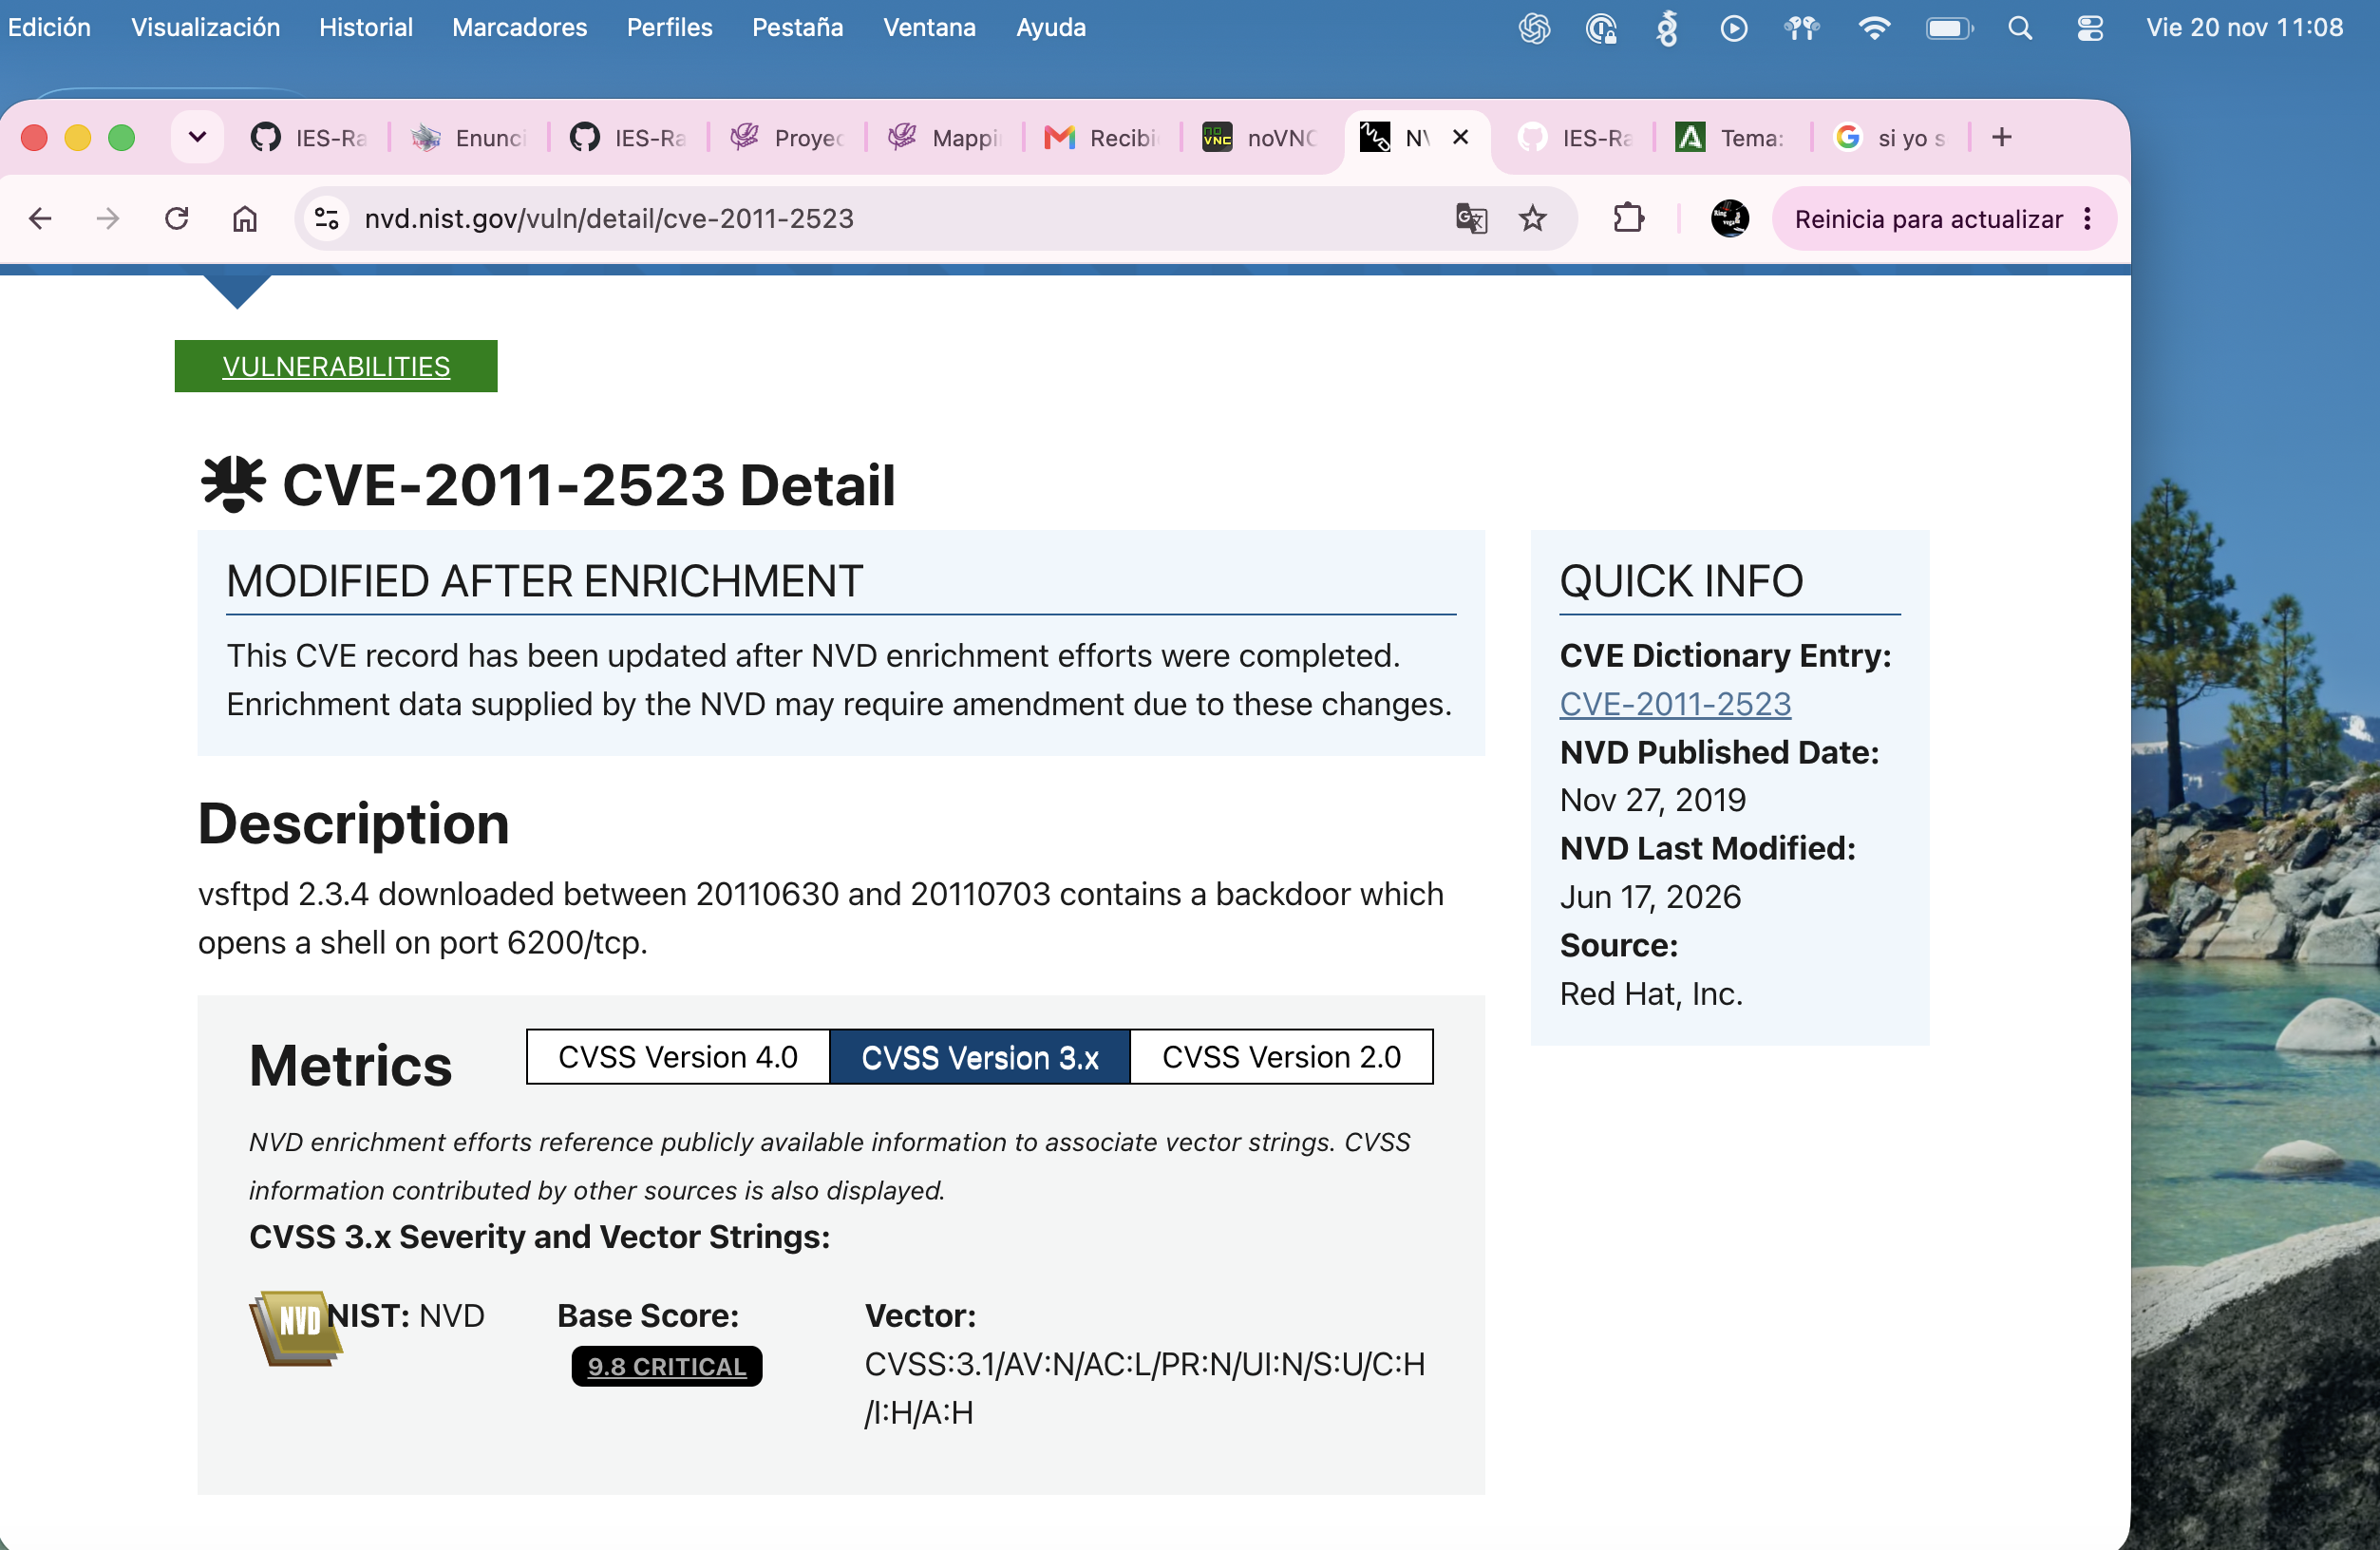 Edición Visualización Historial Marcadores Perfiles Pestaña Ventana Ayuda Vie 20 nov 11:08
IES-Ra Enunci IES-Ra Proyec Mappi Recibi noVNC NV IES-Ra Tema: si yo s
nvd.nist.gov/vuln/detail/cve-2011-2523 Reinicia para actualizar
VULNERABILITIES
CVE-2011-2523 Detail
MODIFIED AFTER ENRICHMENT
This CVE record has been updated after NVD enrichment efforts were completed.
Enrichment data supplied by the NVD may require amendment due to these changes.
QUICK INFO
CVE Dictionary Entry:
CVE-2011-2523
NVD Published Date:
Nov 27, 2019
NVD Last Modified:
Jun 17, 2026
Source:
Red Hat, Inc.
Description
vsftpd 2.3.4 downloaded between 20110630 and 20110703 contains a backdoor which
opens a shell on port 6200/tcp.
Metrics
CVSS Version 4.0 CVSS Version 3.x CVSS Version 2.0
NVD enrichment efforts reference publicly available information to associate vector strings. CVSS
information contributed by other sources is also displayed.
CVSS 3.x Severity and Vector Strings:
NVD NIST: NVD
Base Score:
9.8 CRITICAL
Vector:
CVSS:3.1/AV:N/AC:L/PR:N/UI:N/S:U/C:H
/I:H/A:H